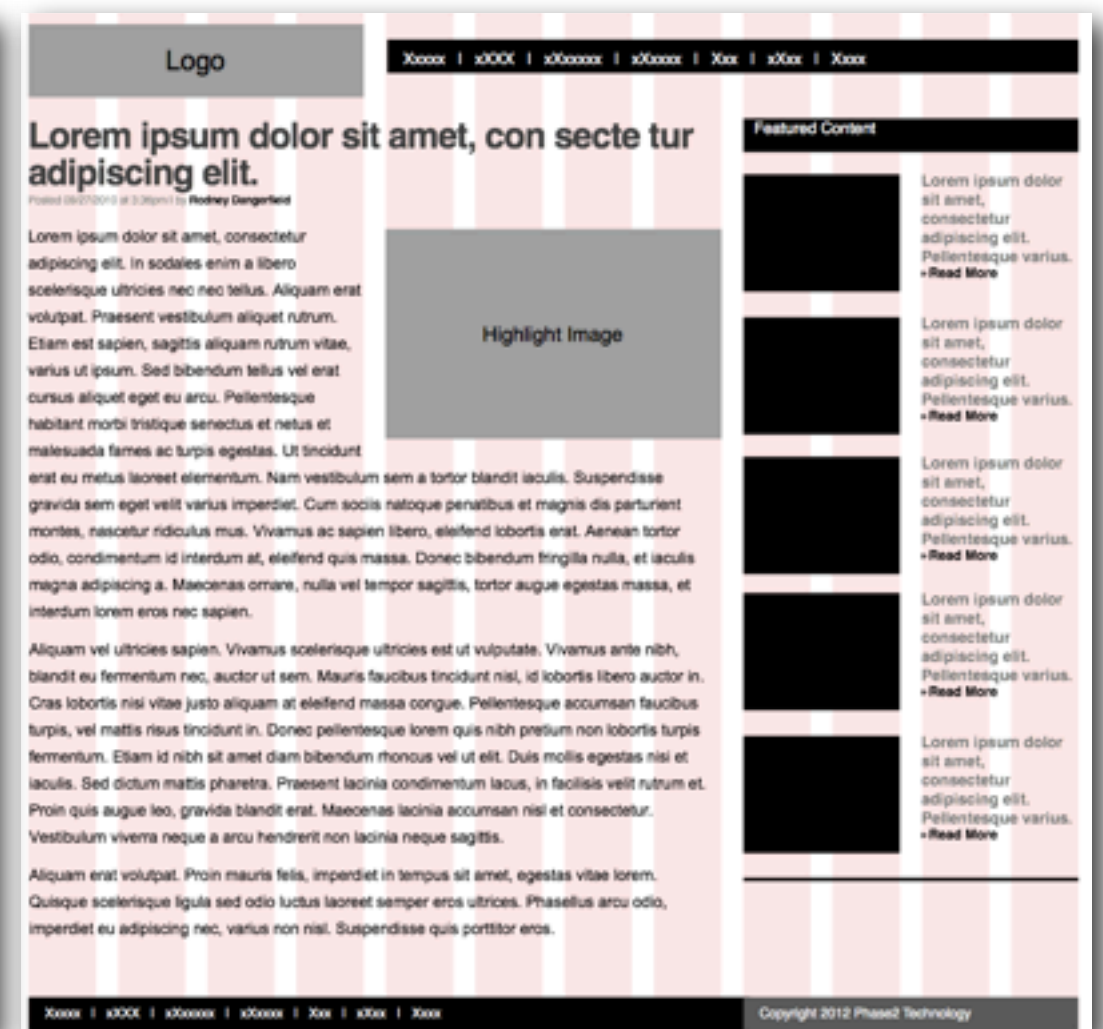 Logo
Xxxxx | xXXX | xXxxxxx | xXxxxx | Xxx | xXxx | Xxxx
Lorem ipsum dolor sit amet, con secte tur
adipiscing elit.
by Rodney Dangerfield
Lorem ipsum dolor sit amet, consectetur
adipiscing elit. In sodales enim a libero
scelerisque ultricies nec nec tellus. Aliquam erat
volutpat. Praesent vestibulum aliquet rutrum.
Etiam est sapien, sagittis aliquam rutrum vitae,
varius ut ipsum. Sed bibendum tellus vel erat
cursus aliquet eget eu arcu. Pellentesque
habitant morbi tristique senectus et netus et
malesuada fames ac turpis egestas. Ut tincidunt
erat eu metus laoreet elementum. Nam vestibulum sem a tortor blandit iaculis. Suspendisse
gravida sem eget velit varius imperdiet. Cum sociis natoque penatibus et magnis dis parturient
montes, nascetur ridiculus mus. Vivamus ac sapien libero, eleifend lobortis erat. Aenean tortor
odio, condimentum id interdum at, eleifend quis massa. Donec bibendum fringilla nulla, et iaculis
magna adipiscing a. Maecenas ornare, nulla vel tempor sagittis, tortor augue egestas massa, et
interdum lorem eros nec sapien.
Aliquam vel ultricies sapien. Vivamus scelerisque ultricies est ut vulputate. Vivamus ante nibh,
blandit eu fermentum nec, auctor ut sem. Mauris faucibus tincidunt nisl, id lobortis libero auctor in.
Cras lobortis nisi vitae justo aliquam at eleifend massa congue. Pellentesque accumsan faucibus
turpis, vel mattis risus tincidunt in. Donec pellentesque lorem quis nibh pretium non lobortis turpis
fermentum. Etiam id nibh sit amet diam bibendum rhoncus vel ut elit. Duis mollis egestas nisi et
iaculis. Sed dictum mattis pharetra. Praesent lacinia condimentum lacus, in facilisis velit rutrum et.
Proin quis augue leo, gravida blandit erat. Maecenas lacinia accumsan nisl et consectetur.
Vestibulum viverra neque a arcu hendrerit non lacinia neque sagittis.
Aliquam erat volutpat. Proin mauris felis, imperdiet in tempus sit amet, egestas vitae lorem.
Quisque scelerisque ligula sed odio luctus laoreet semper eros ultrices. Phasellus arcu odio,
imperdiet eu adipiscing nec, varius non nisl. Suspendisse quis porttitor eros.
Highlight Image
Featured Content
Lorem ipsum dolor
sit amet,
consectetur
adipiscing elit.
Pellentesque varius.
» Read More
Lorem ipsum dolor
sit amet,
consectetur
adipiscing elit.
Pellentesque varius.
» Read More
Lorem ipsum dolor
sit amet,
consectetur
adipiscing elit.
Pellentesque varius.
» Read More
Lorem ipsum dolor
sit amet,
consectetur
adipiscing elit.
Pellentesque varius.
» Read More
Lorem ipsum dolor
sit amet,
consectetur
adipiscing elit.
Pellentesque varius.
» Read More
Xxxxx | xXXX | xXxxxxx | xXxxxx | Xxx | xXxx | Xxxx
Copyright 2012 Phase2 Technology